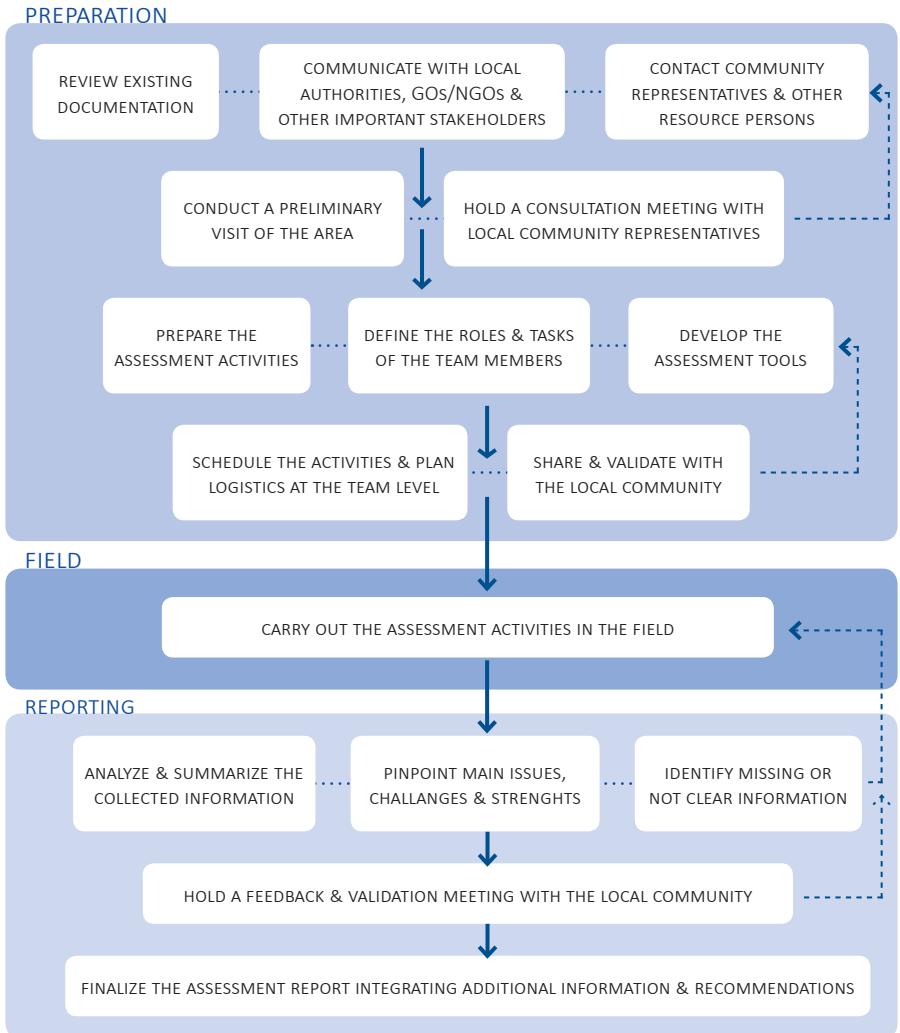 PREPARATION
REVIEW EXISTING
DOCUMENTATION
COMMUNICATE WITH LOCAL
AUTHORITIES, GOs/NGOs &
OTHER IMPORTANT STAKEHOLDERS
CONTACT COMMUNITY
REPRESENTATIVES & OTHER
RESOURCE PERSONS
CONDUCT A PRELIMINARY
VISIT OF THE AREA
HOLD A CONSULTATION MEETING WITH
LOCAL COMMUNITY REPRESENTATIVES
PREPARE THE
ASSESSMENT ACTIVITIES
DEFINE THE ROLES & TASKS
OF THE TEAM MEMBERS
DEVELOP THE
ASSESSMENT TOOLS
SCHEDULE THE ACTIVITIES & PLAN
LOGISTICS AT THE TEAM LEVEL
SHARE & VALIDATE WITH
THE LOCAL COMMUNITY
FIELD
CARRY OUT THE ASSESSMENT ACTIVITIES IN THE FIELD
REPORTING
ANALYZE & SUMMARIZE THE
COLLECTED INFORMATION
PINPOINT MAIN ISSUES,
CHALLANGES & STRENGHTS
IDENTIFY MISSING OR
NOT CLEAR INFORMATION
HOLD A FEEDBACK & VALIDATION MEETING WITH THE LOCAL COMMUNITY
FINALIZE THE ASSESSMENT REPORT INTEGRATING ADDITIONAL INFORMATION & RECOMMENDATIONS